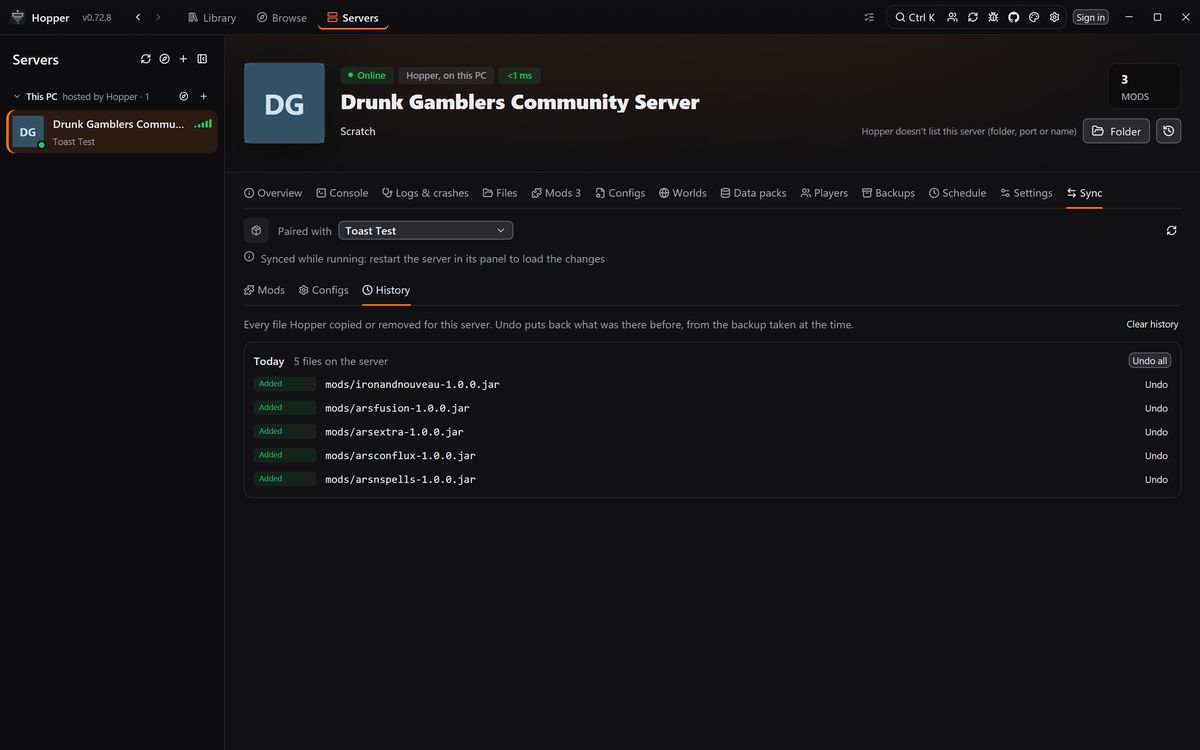 Hopper v0.72.8 Library Browse Servers Ctrl K Sign in
Servers
This PC hosted by Hopper · 1
DG Drunk Gamblers Commu...
Toast Test
DG
Online Hopper, on this PC <1 ms
Drunk Gamblers Community Server
Scratch
3
MODS
Hopper doesn't list this server (folder, port or name) Folder
Overview Console Logs & crashes Files Mods 3 Configs Worlds Data packs Players Backups Schedule Settings Sync
Paired with Toast Test
Synced while running: restart the server in its panel to load the changes
Mods Configs History
Every file Hopper copied or removed for this server. Undo puts back what was there before, from the backup taken at the time. Clear history
Today 5 files on the server Undo all
Added mods/ironandnouveau-1.0.0.jar Undo
Added mods/arsfusion-1.0.0.jar Undo
Added mods/arsextra-1.0.0.jar Undo
Added mods/arsconflux-1.0.0.jar Undo
Added mods/arsnspells-1.0.0.jar Undo